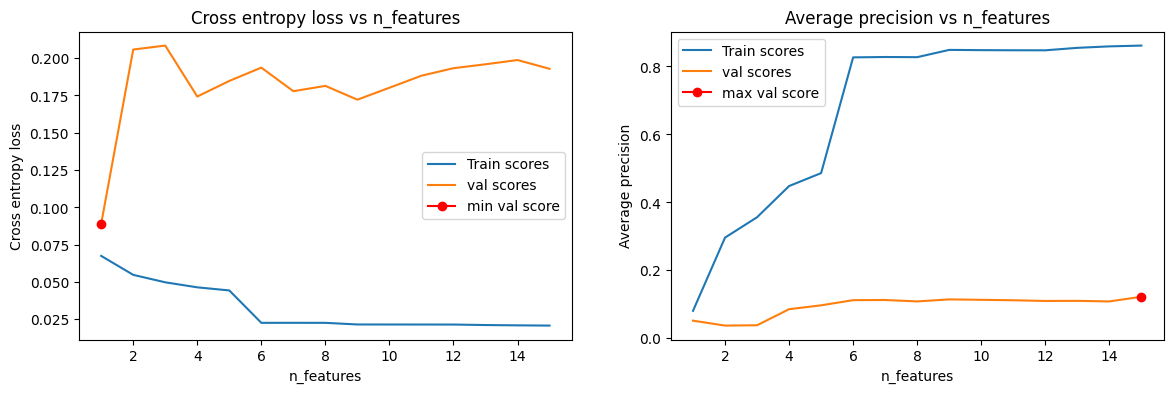 Cross entropy loss vs n_features
Cross entropy loss
0.200
0.175
0.150
0.125
0.100
0.075
0.050
0.025
Train scores
val scores
min val score
2 4 6 8 10 12 14
n_features
Average precision vs n_features
Average precision
0.8
0.6
0.4
0.2
0.0
Train scores
val scores
max val score
2 4 6 8 10 12 14
n_features